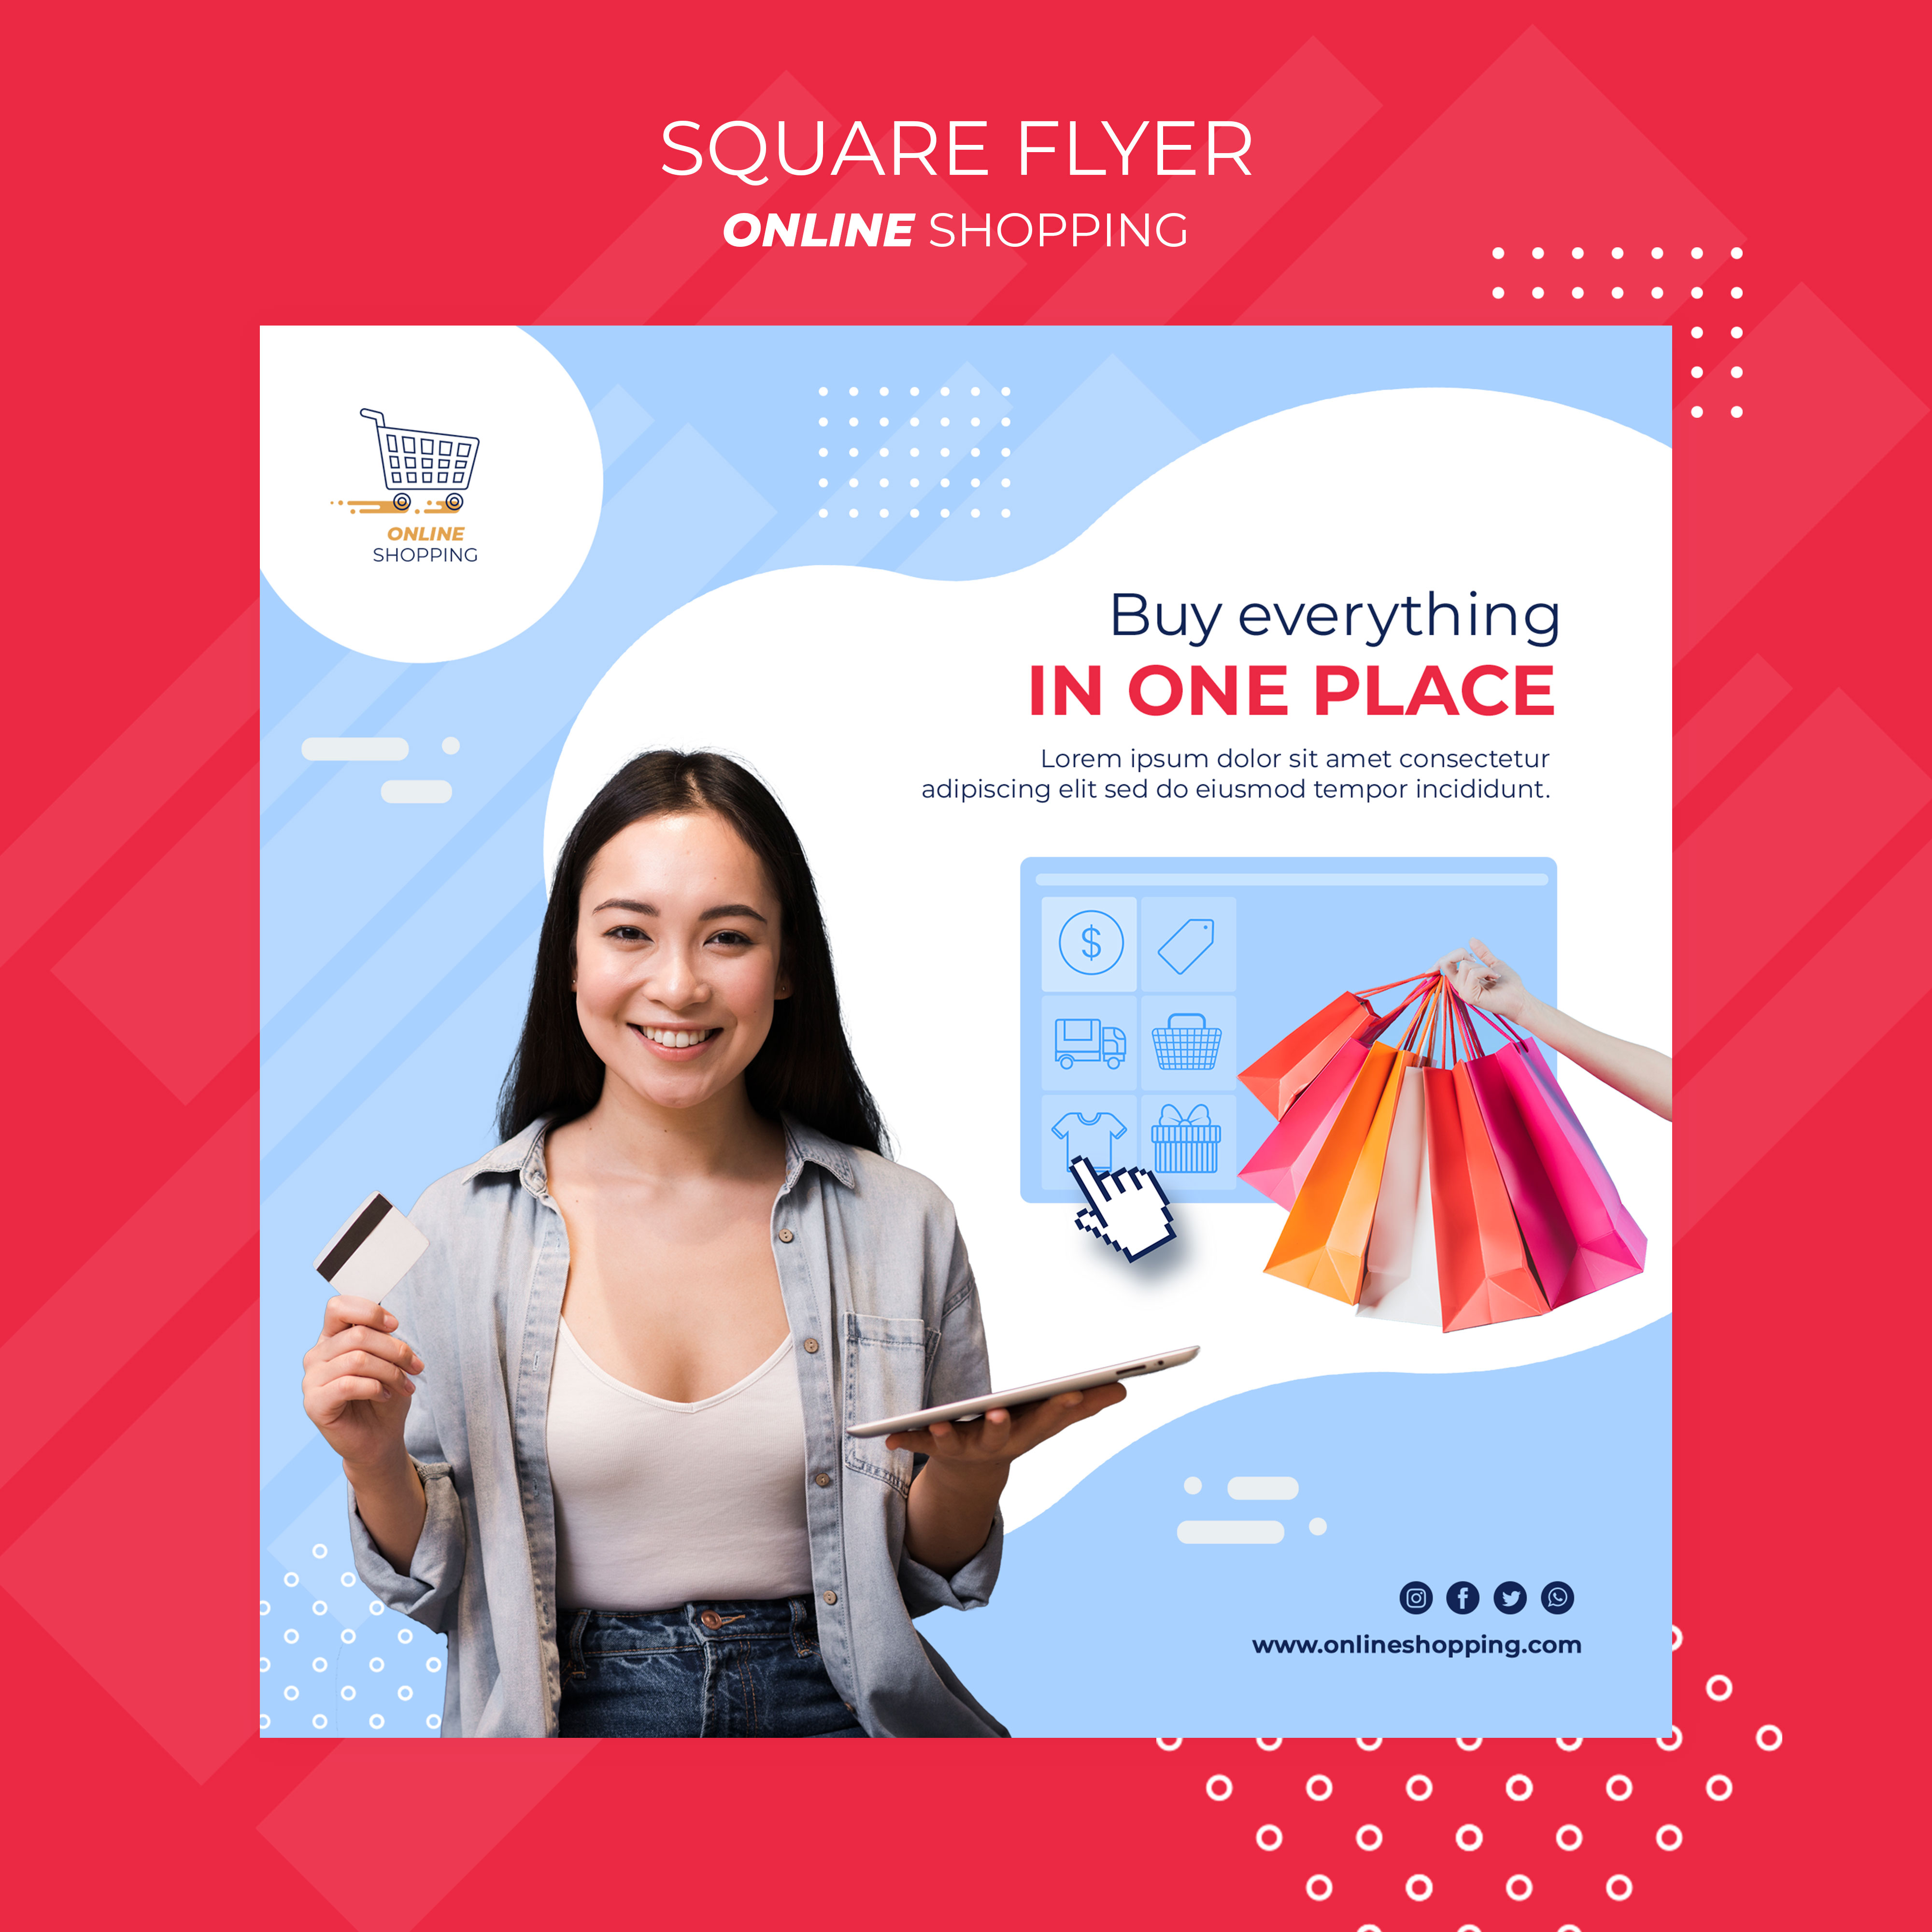 SQUARE FLYER
ONLINE SHOPPING
ONLINE
SHOPPING
Buy everything
IN ONE PLACE
Lorem ipsum dolor sit amet consectetur
adipiscing elit sed do eiusmod tempor incididunt.
$
www.onlineshopping.com